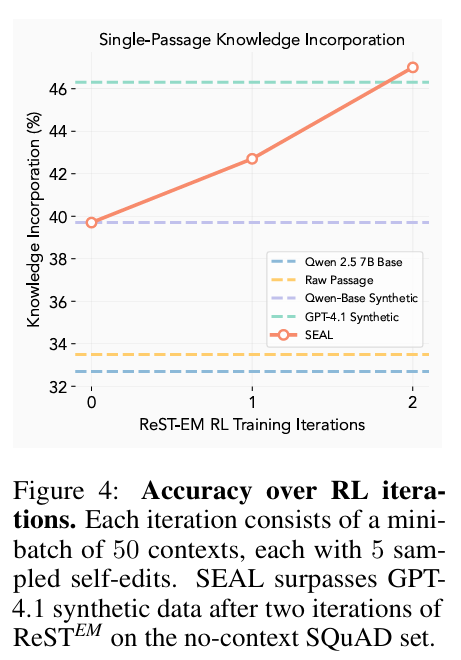 Single-Passage Knowledge Incorporation
Knowledge Incorporation (%)
46
44
42
40
38
36
34
32
0
1
2
ReST-EM RL Training Iterations
Qwen 2.5 7B Base
Raw Passage
Qwen-Base Synthetic
GPT-4.1 Synthetic
SEAL
Figure 4: Accuracy over RL itera-
tions. Each iteration consists of a mini-
batch of 50 contexts, each with 5 sam-
pled self-edits. SEAL surpasses GPT-
4.1 synthetic data after two iterations of
ReST^EM on the no-context SQuAD set.